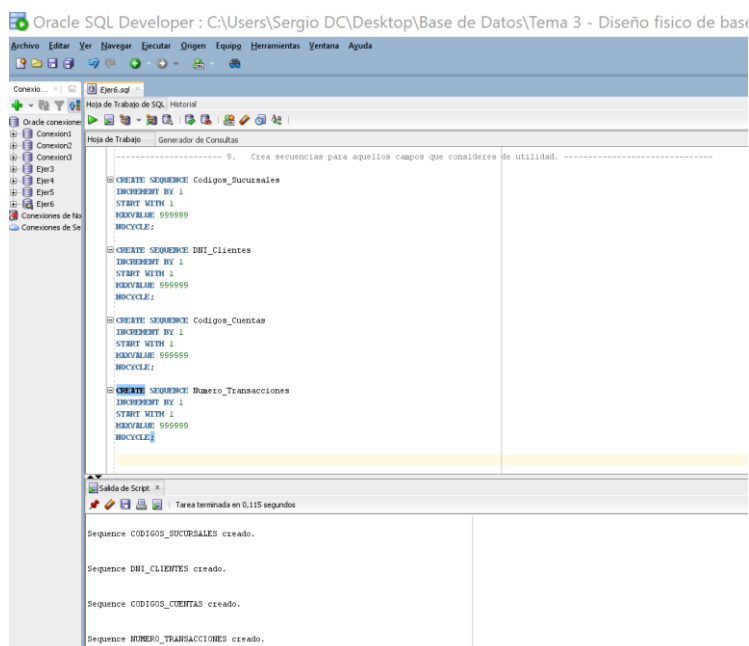 Oracle SQL Developer : C:\Users\Sergio DC\Desktop\Base de Datos\Tema 3 - Diseño fisico de base
Archivo Editar Ver Navegar Ejecutar Origen Equipo Herramientas Ventana Ayuda
Conexio...
Ejer6.sql
Hoja de Trabajo de SQL Historial
Oracle conexiones
Conexion1
Conexion2
Conexion3
Ejer3
Ejer4
Ejer5
Ejer6
Conexiones de No
Conexiones de Se
Hoja de Trabajo Generador de Consultas
---------------------- 9. Crea secuencias para aquellos campos que consideres de utilidad. -------------------------------
CREATE SEQUENCE Codigos_Sucursales
INCREMENT BY 1
START WITH 1
MAXVALUE 999999
NOCYCLE;
CREATE SEQUENCE DNI_Clientes
INCREMENT BY 1
START WITH 1
MAXVALUE 999999
NOCYCLE;
CREATE SEQUENCE Codigos_Cuentas
INCREMENT BY 1
START WITH 1
MAXVALUE 999999
NOCYCLE;
CREATE SEQUENCE Numero_Transacciones
INCREMENT BY 1
START WITH 1
MAXVALUE 999999
NOCYCLE;
Salida de Script
Tarea terminada en 0,115 segundos
Sequence CODIGOS_SUCURSALES creado.
Sequence DNI_CLIENTES creado.
Sequence CODIGOS_CUENTAS creado.
Sequence NUMERO_TRANSACCIONES creado.